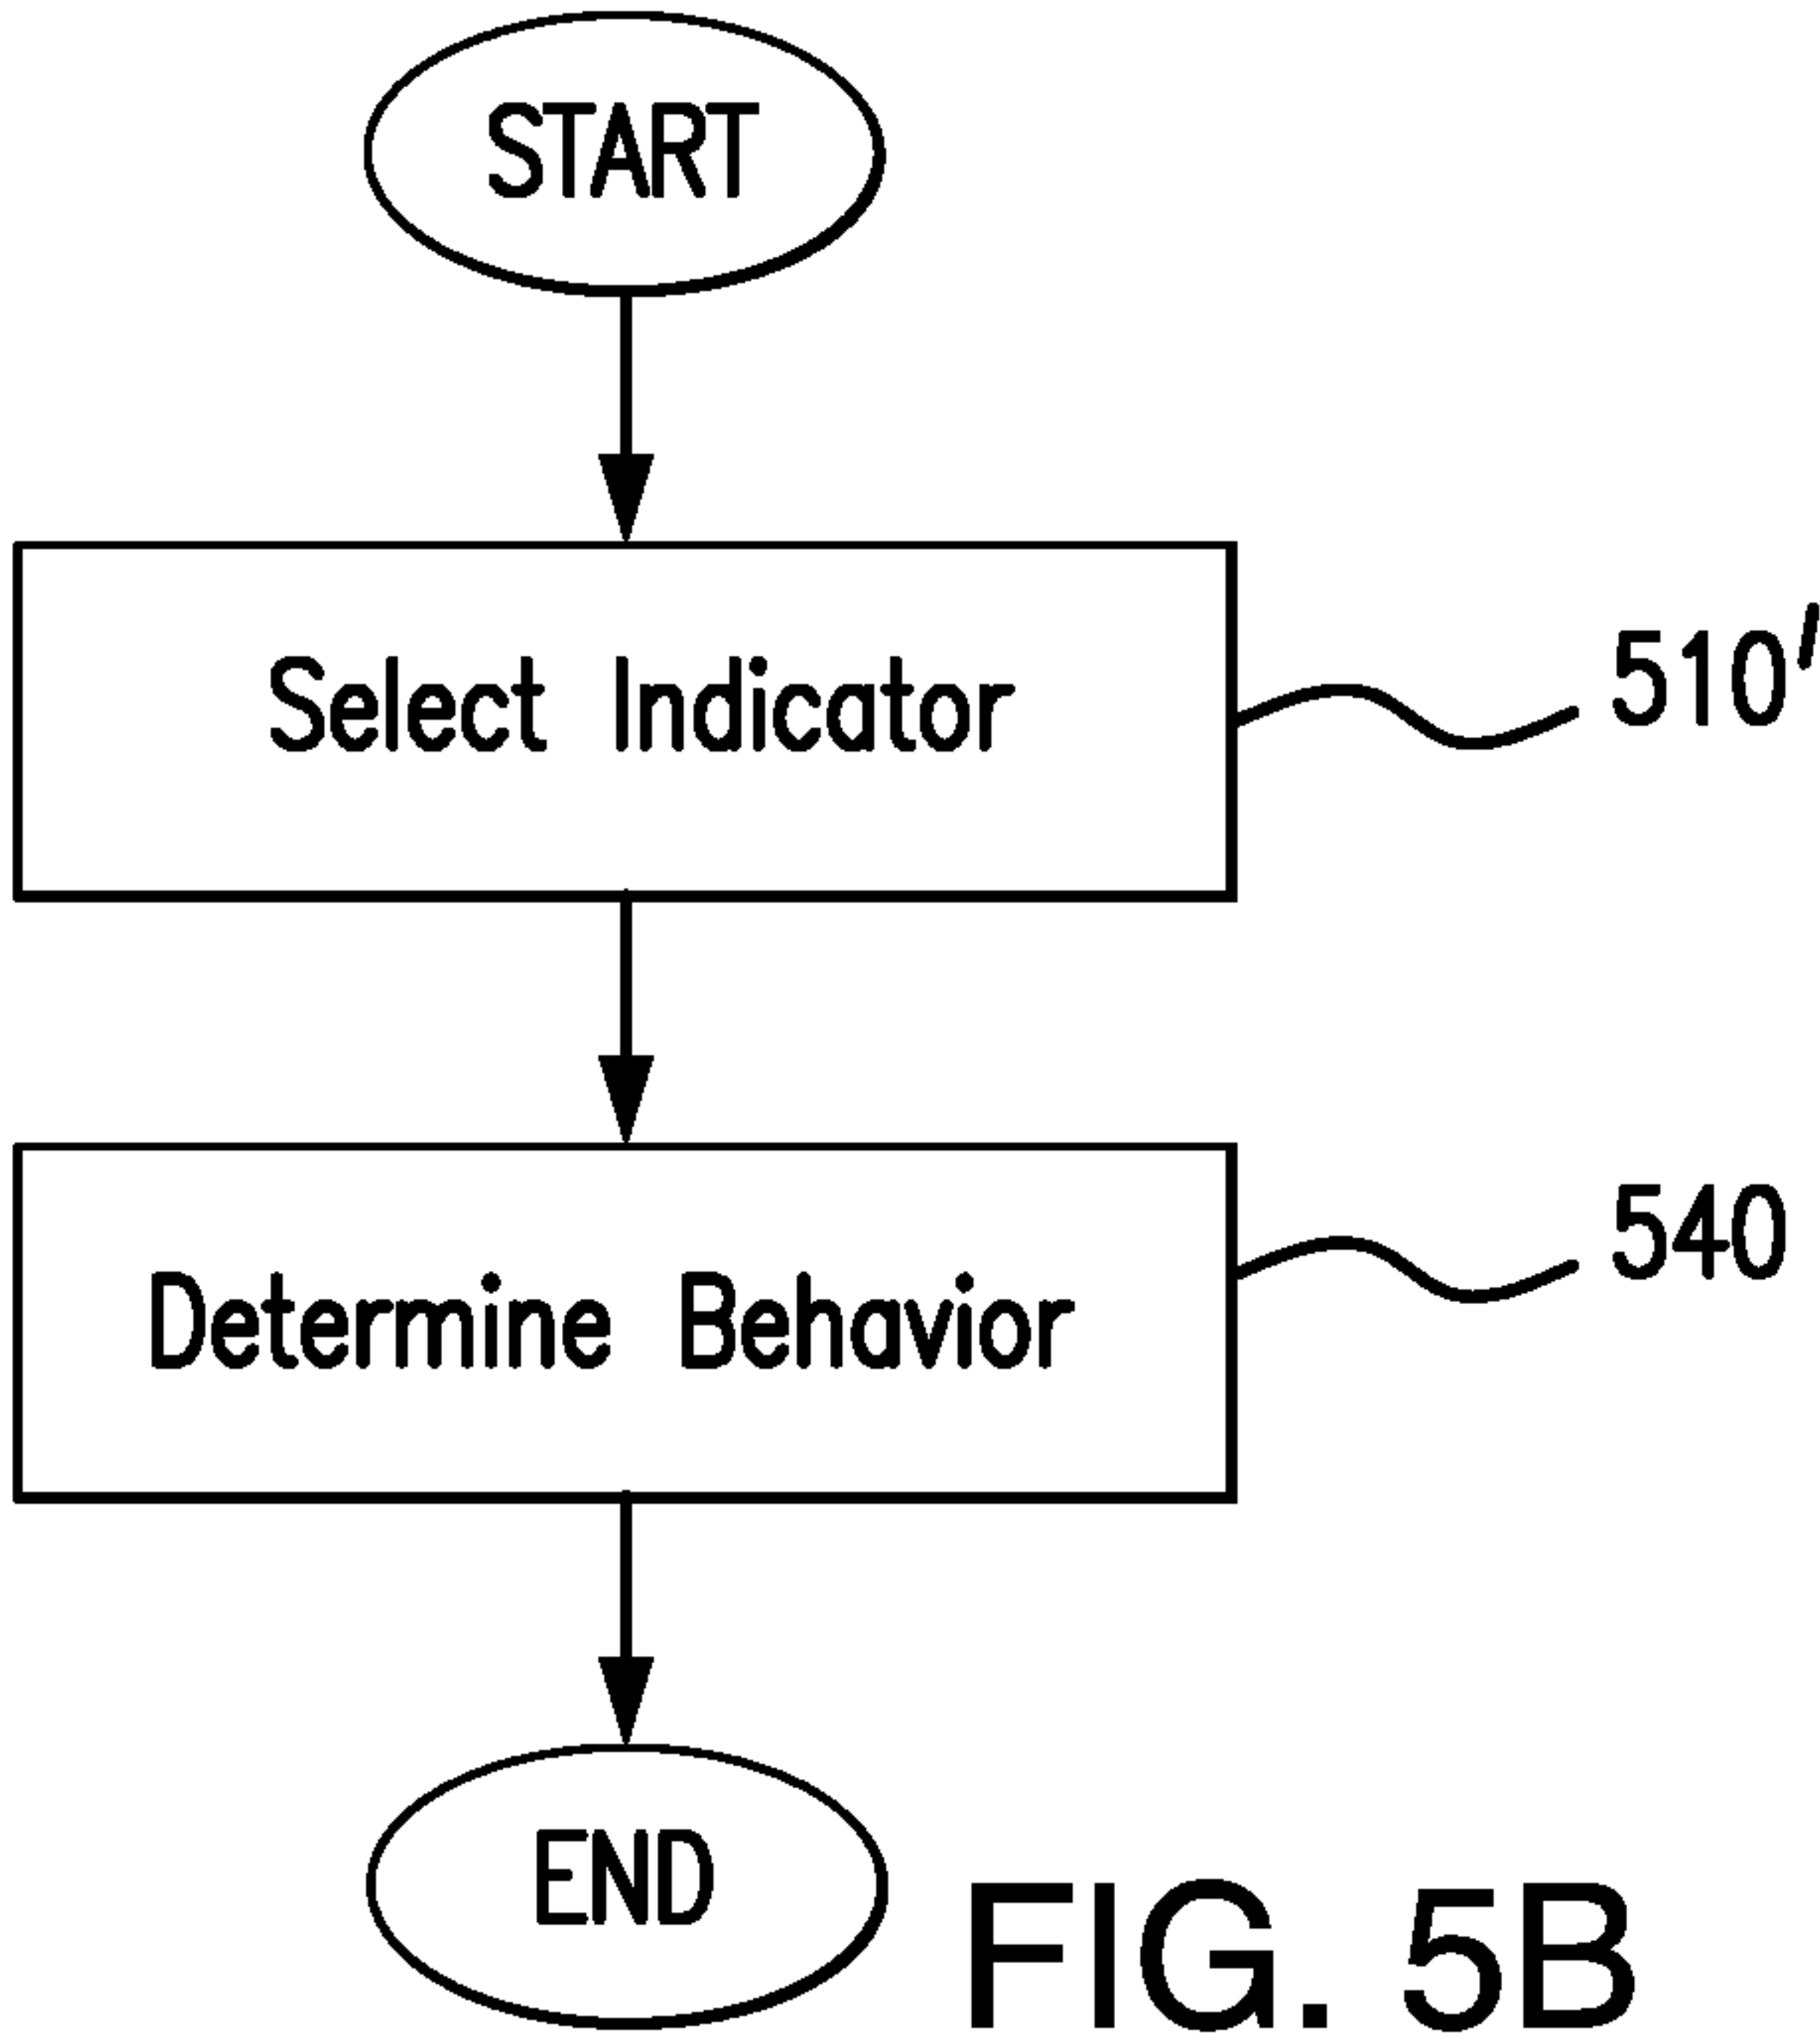 START
Select Indicator
510'
Determine Behavior
540
END
FIG. 5B